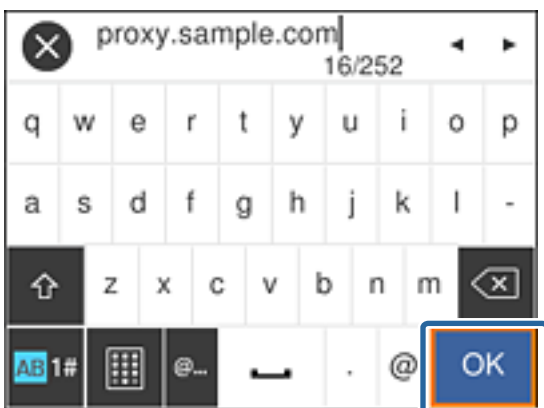 proxy.sample.com
16/252
q w e r t y u i o p
a s d f g h j k l -
z x c v b n m
AB 1# @... . @ OK